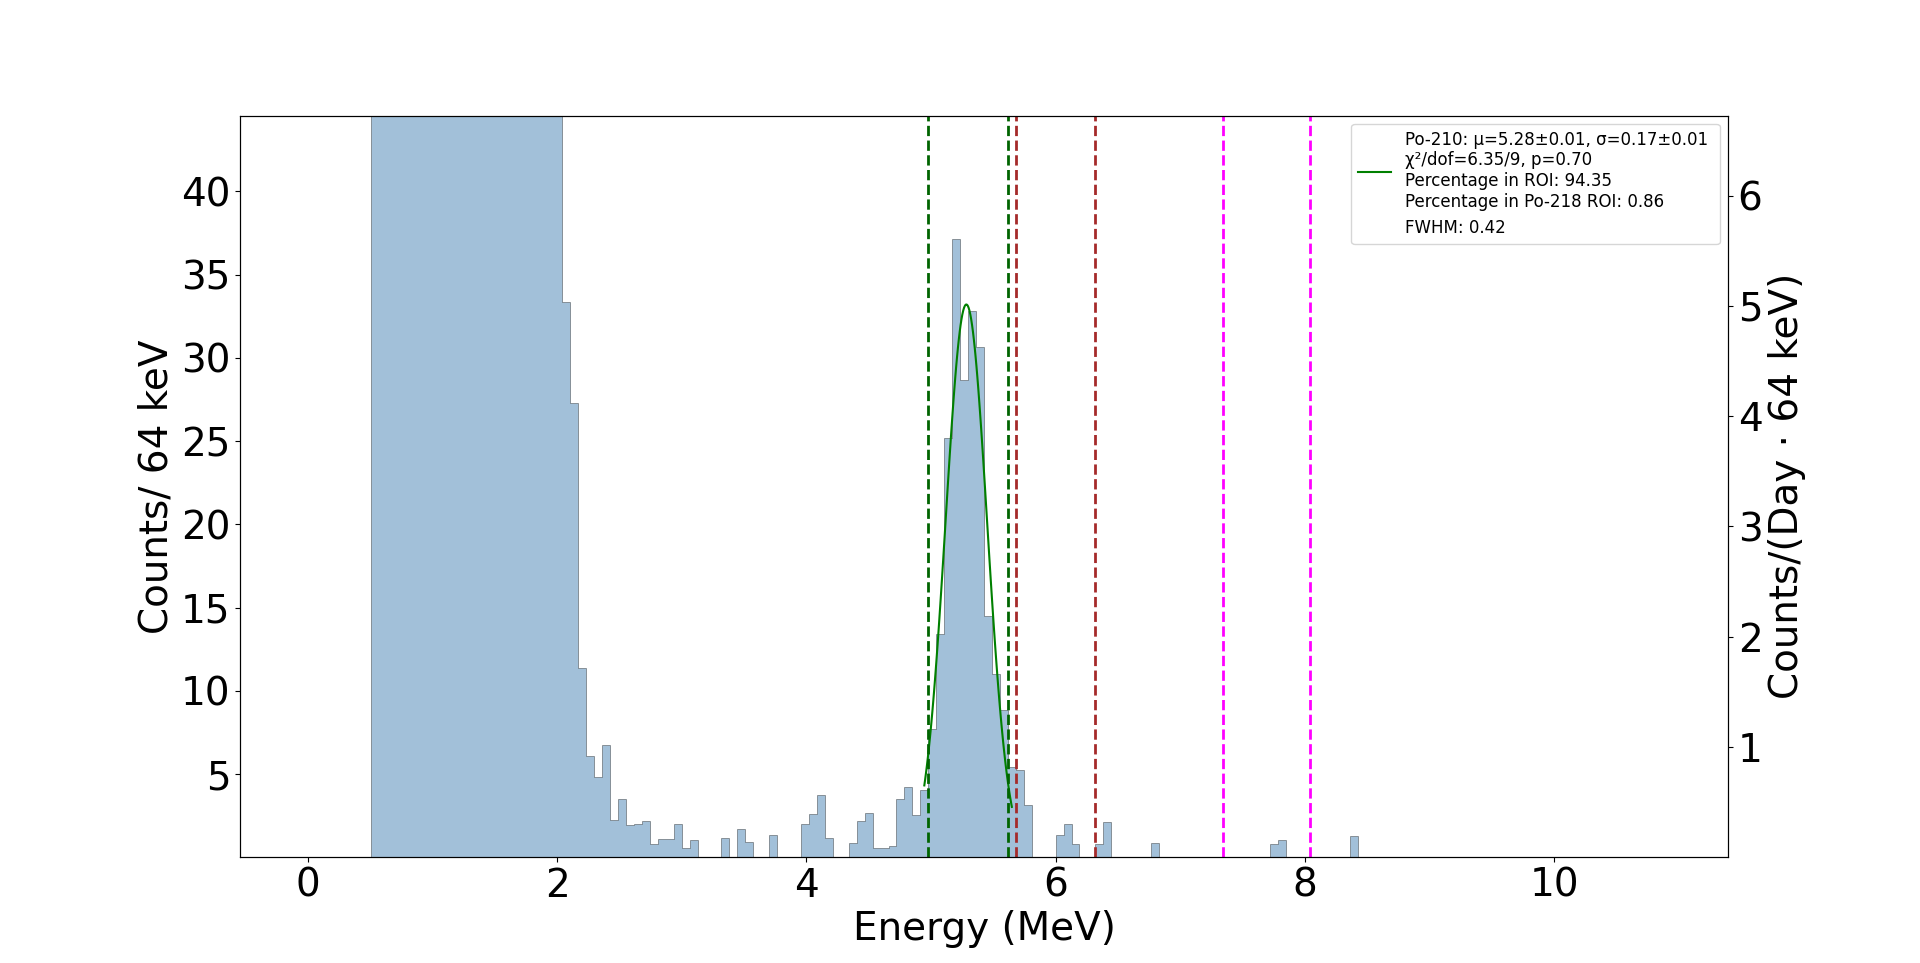 Po-210: μ=5.28±0.01, σ=0.17±0.01
χ²/dof=6.35/9, p=0.70
Percentage in ROI: 94.35
Percentage in Po-218 ROI: 0.86
FWHM: 0.42
Counts/ 64 keV
40
35
30
25
20
15
10
5
6
5
4
3
2
1
Counts/(Day · 64 keV)
0 2 4 6 8 10
Energy (MeV)